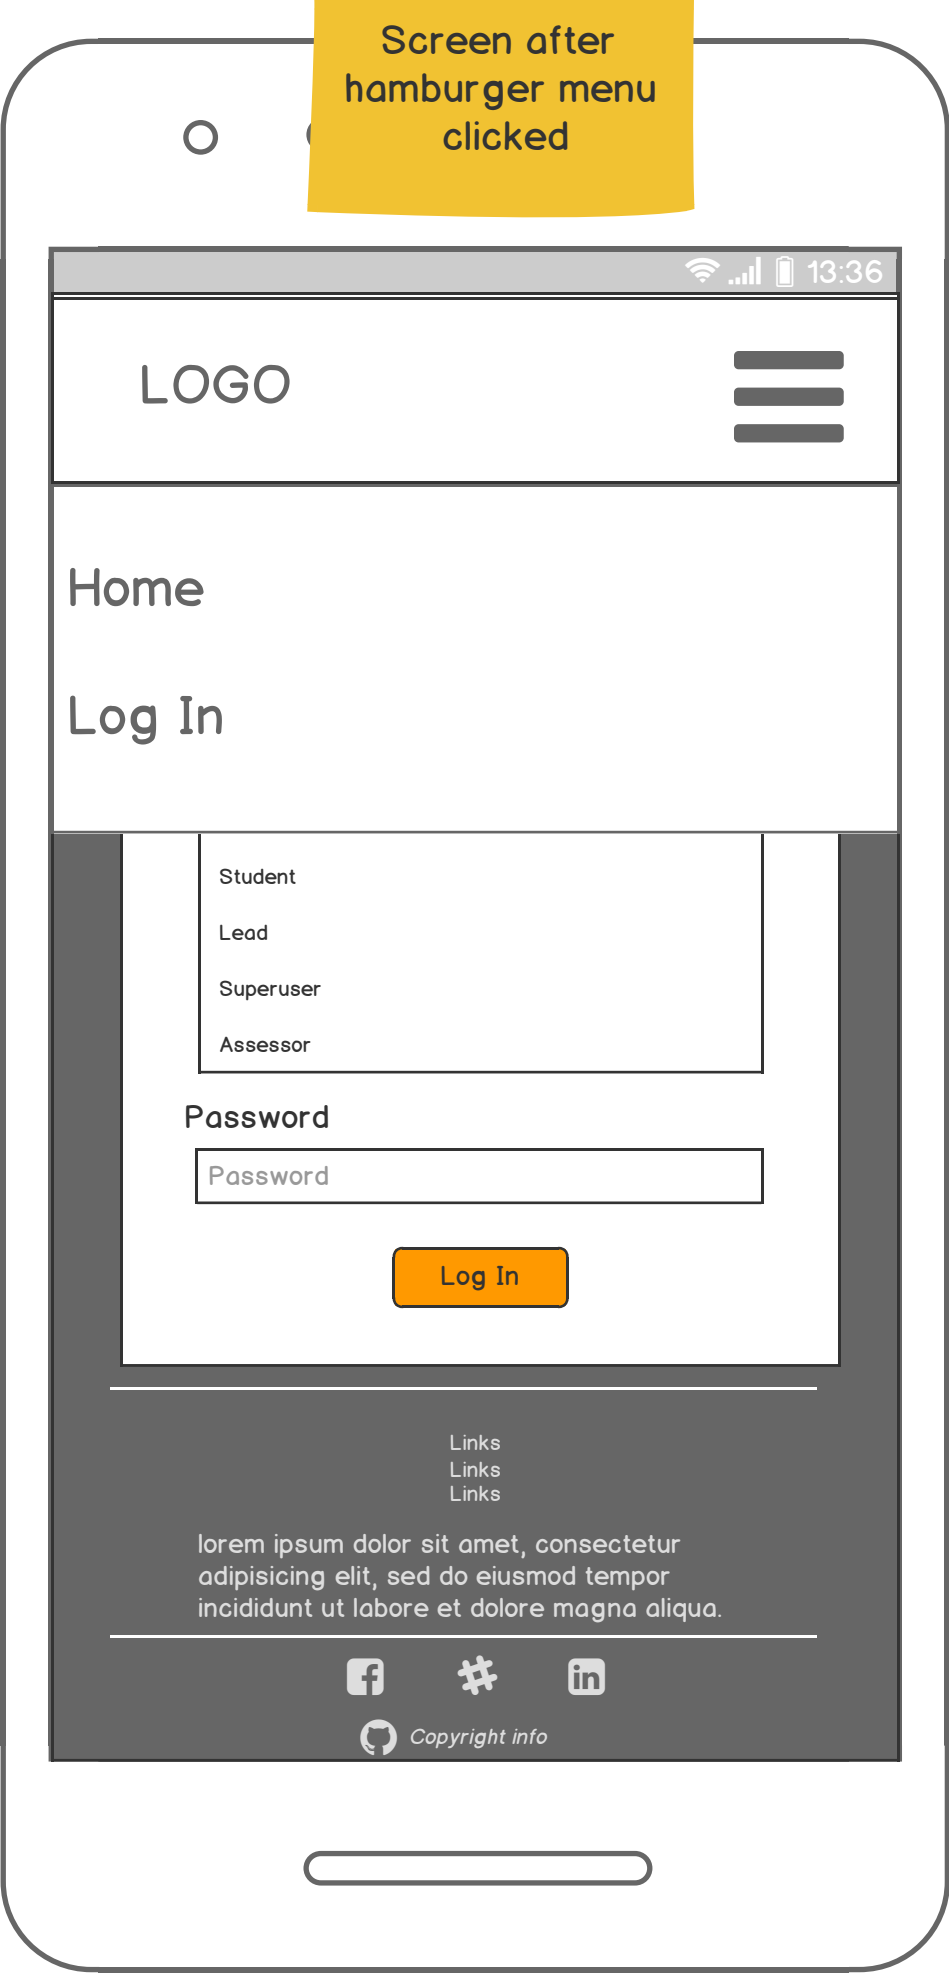 Screen after
hamburger menu
clicked
13:36
LOGO
Home
Log In
Student
Lead
Superuser
Assessor
Password
Password
Log In
Links
Links
Links
lorem ipsum dolor sit amet, consectetur
adipisicing elit, sed do eiusmod tempor
incididunt ut labore et dolore magna aliqua.
Copyright info